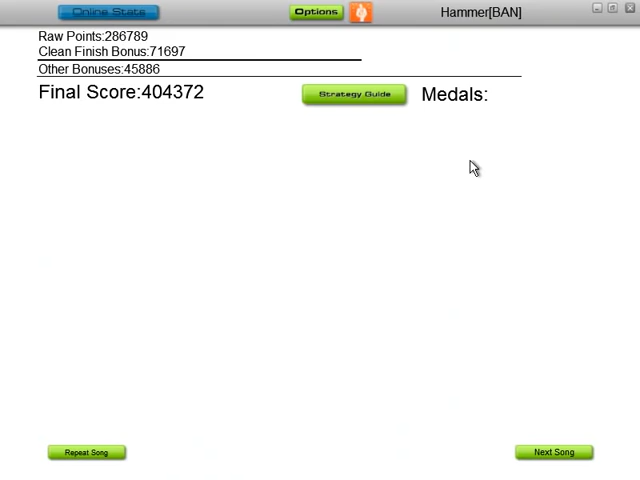 Online Stats
Options
Hammer[BAN]
Raw Points:286789
Clean Finish Bonus:71697
Other Bonuses:45886
Final Score:404372
Strategy Guide
Medals:
Repeat Song
Next Song